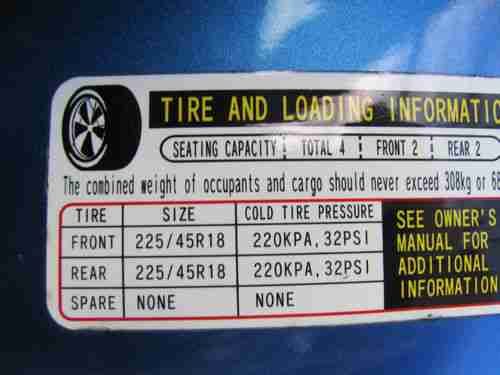 TIRE AND LOADING INFORMATIO
SEATING CAPACITY TOTAL 4 FRONT 2 REAR 2
The combined weight of occupants and cargo should never exceed 308kg or 68
TIRE SIZE COLD TIRE PRESSURE
FRONT 225/45R18 220KPA,32PSI
REAR 225/45R18 220KPA,32PSI
SPARE NONE NONE
SEE OWNER'S
MANUAL FOR
ADDITIONAL
INFORMATION